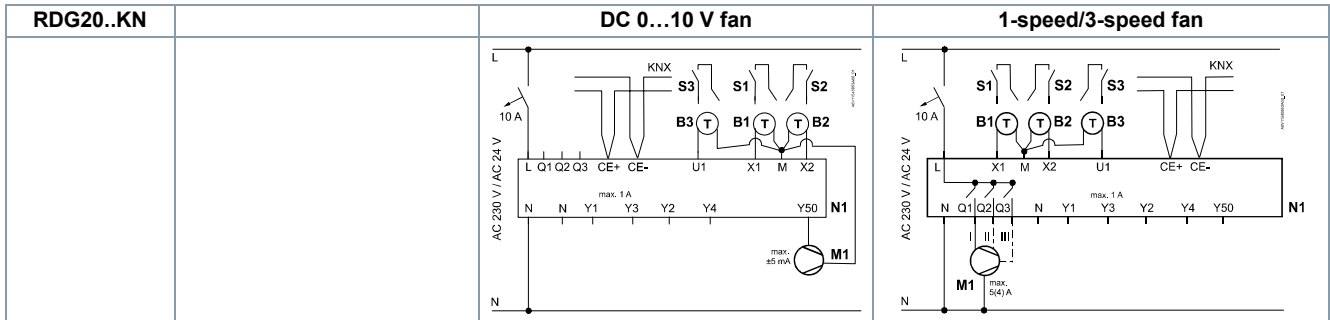 RDG20..KN
DC 0…10 V fan
1-speed/3-speed fan
L
KNX
S3 S1 S2
10 A
B3 T B1 T T B2
AC 230 V / AC 24 V
L Q1 Q2 Q3 CE+ CE- U1 X1 M X2
max. 1 A
N N Y1 Y3 Y2 Y4 Y50
N1
max.
±5 mA
M1
N
L
KNX
S1 S2 S3
10 A
B1 T T B2 T B3
AC 230 V / AC 24 V
L X1 M X2 U1 CE+ CE-
max. 1 A
N Q1 Q2 Q3 N Y1 Y3 Y2 Y4 Y50
N1
I II III
M1
max.
5(4) A
N